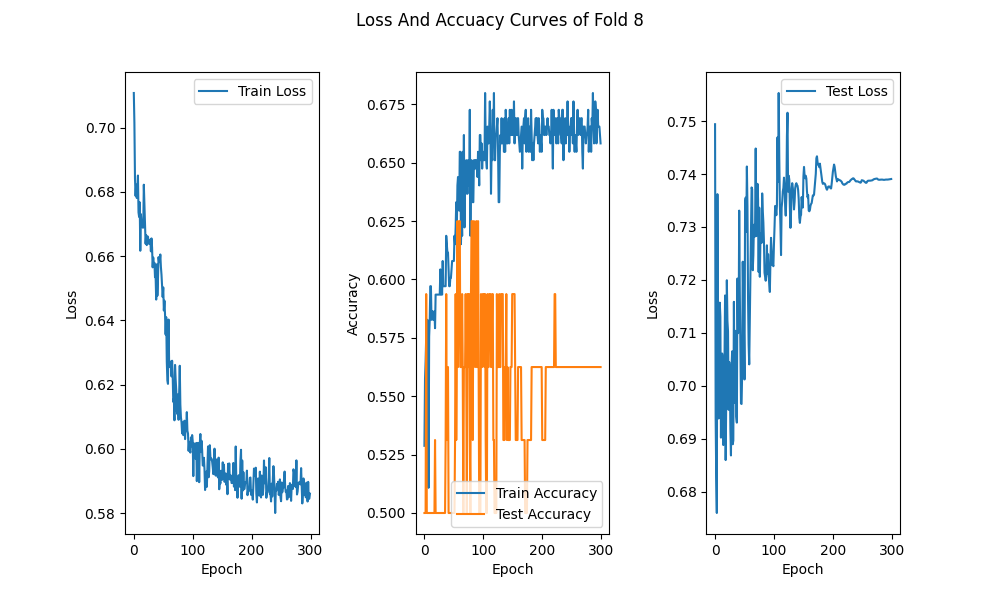 Loss And Accuacy Curves of Fold 8
Train Loss
0.70
0.68
0.66
0.64
0.62
0.60
0.58
Loss
0 100 200 300
Epoch
0.675
0.650
0.625
0.600
0.575
0.550
0.525
0.500
Accuracy
Train Accuracy
Test Accuracy
0 100 200 300
Epoch
Test Loss
0.75
0.74
0.73
0.72
0.71
0.70
0.69
0.68
Loss
0 100 200 300
Epoch